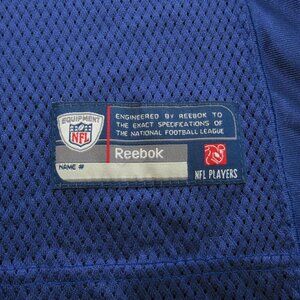 EQUIPMENT
NFL
ENGINEERED BY REEBOK TO
THE EXACT SPECIFICATIONS OF
THE NATIONAL FOOTBALL LEAGUE
Reebok
NAME #
NFL PLAYERS